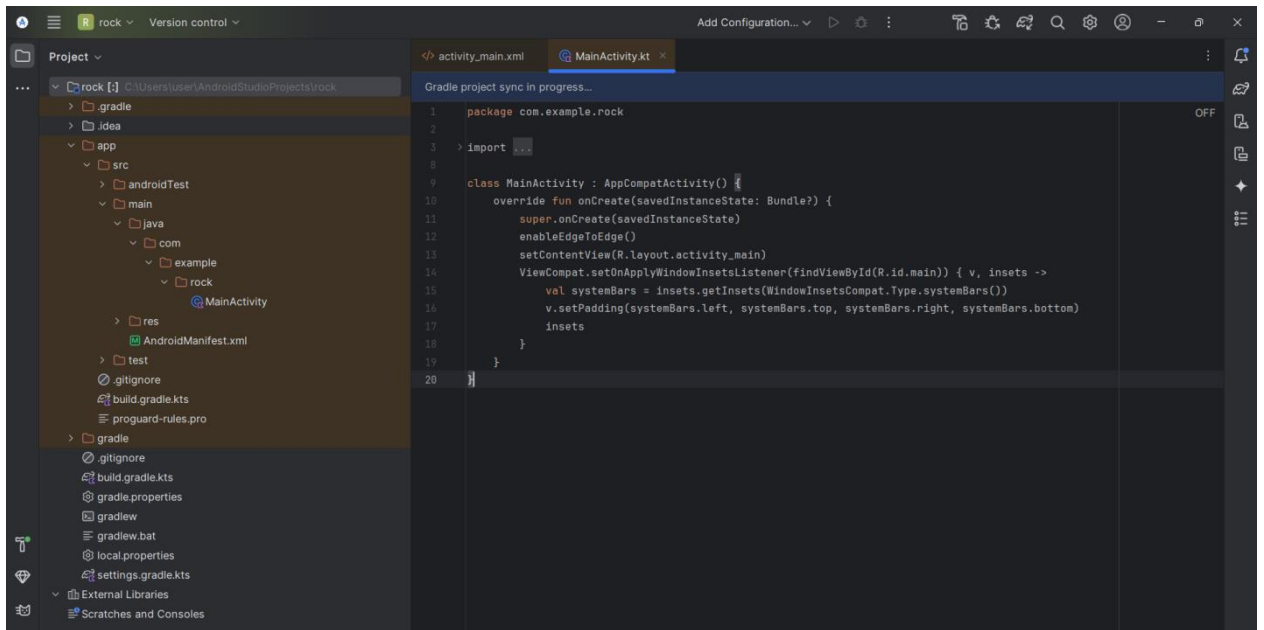 R rock Version control Add Configuration...
Project
activity_main.xml MainActivity.kt
rock [:] C:\Users\user\AndroidStudioProjects\rock
.gradle
.idea
app
src
androidTest
main
java
com
example
rock
MainActivity
res
AndroidManifest.xml
test
.gitignore
build.gradle.kts
proguard-rules.pro
gradle
.gitignore
build.gradle.kts
gradle.properties
gradlew
gradlew.bat
local.properties
settings.gradle.kts
External Libraries
Scratches and Consoles
Gradle project sync in progress...
OFF
1 package com.example.rock
2
3 import ...
8
9 class MainActivity : AppCompatActivity() {
10 override fun onCreate(savedInstanceState: Bundle?) {
11 super.onCreate(savedInstanceState)
12 enableEdgeToEdge()
13 setContentView(R.layout.activity_main)
14 ViewCompat.setOnApplyWindowInsetsListener(findViewById(R.id.main)) { v, insets ->
15 val systemBars = insets.getInsets(WindowInsetsCompat.Type.systemBars())
16 v.setPadding(systemBars.left, systemBars.top, systemBars.right, systemBars.bottom)
17 insets
18 }
19 }
20 }